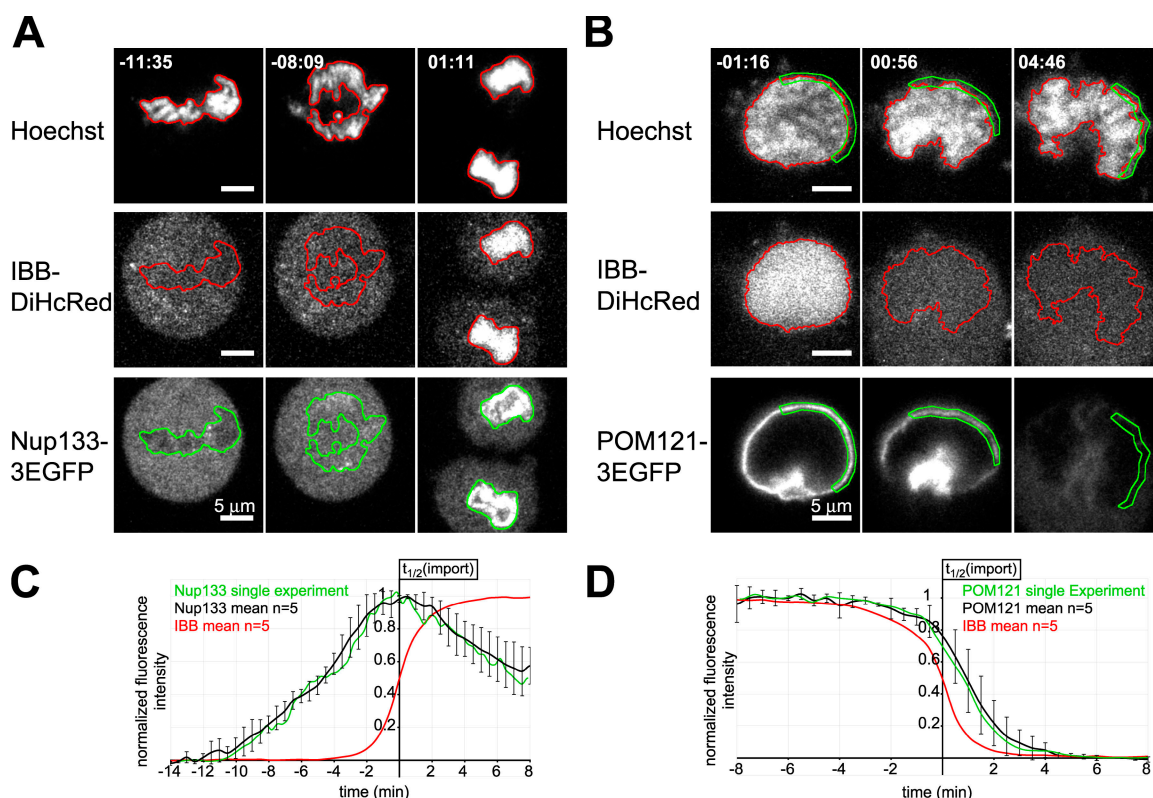 A
-11:35
-08:09
01:11
Hoechst
IBB-
DiHcRed
Nup133-
3EGFP
5 μm
B
-01:16
00:56
04:46
Hoechst
IBB-
DiHcRed
POM121-
3EGFP
5 μm
C
t1/2(import)
Nup133 single experiment
Nup133 mean n=5
IBB mean n=5
normalized fluorescence
intensity
1
0.8
0.6
0.4
0.2
-14 -12 -10 -8 -6 -4 -2 0 2 4 6 8
time (min)
D
t1/2(import)
POM121 single Experiment
POM121 mean n=5
IBB mean n=5
normalized fluorescence
intensity
1
0.8
0.6
0.4
0.2
-8 -6 -4 -2 0 2 4 6 8
time (min)